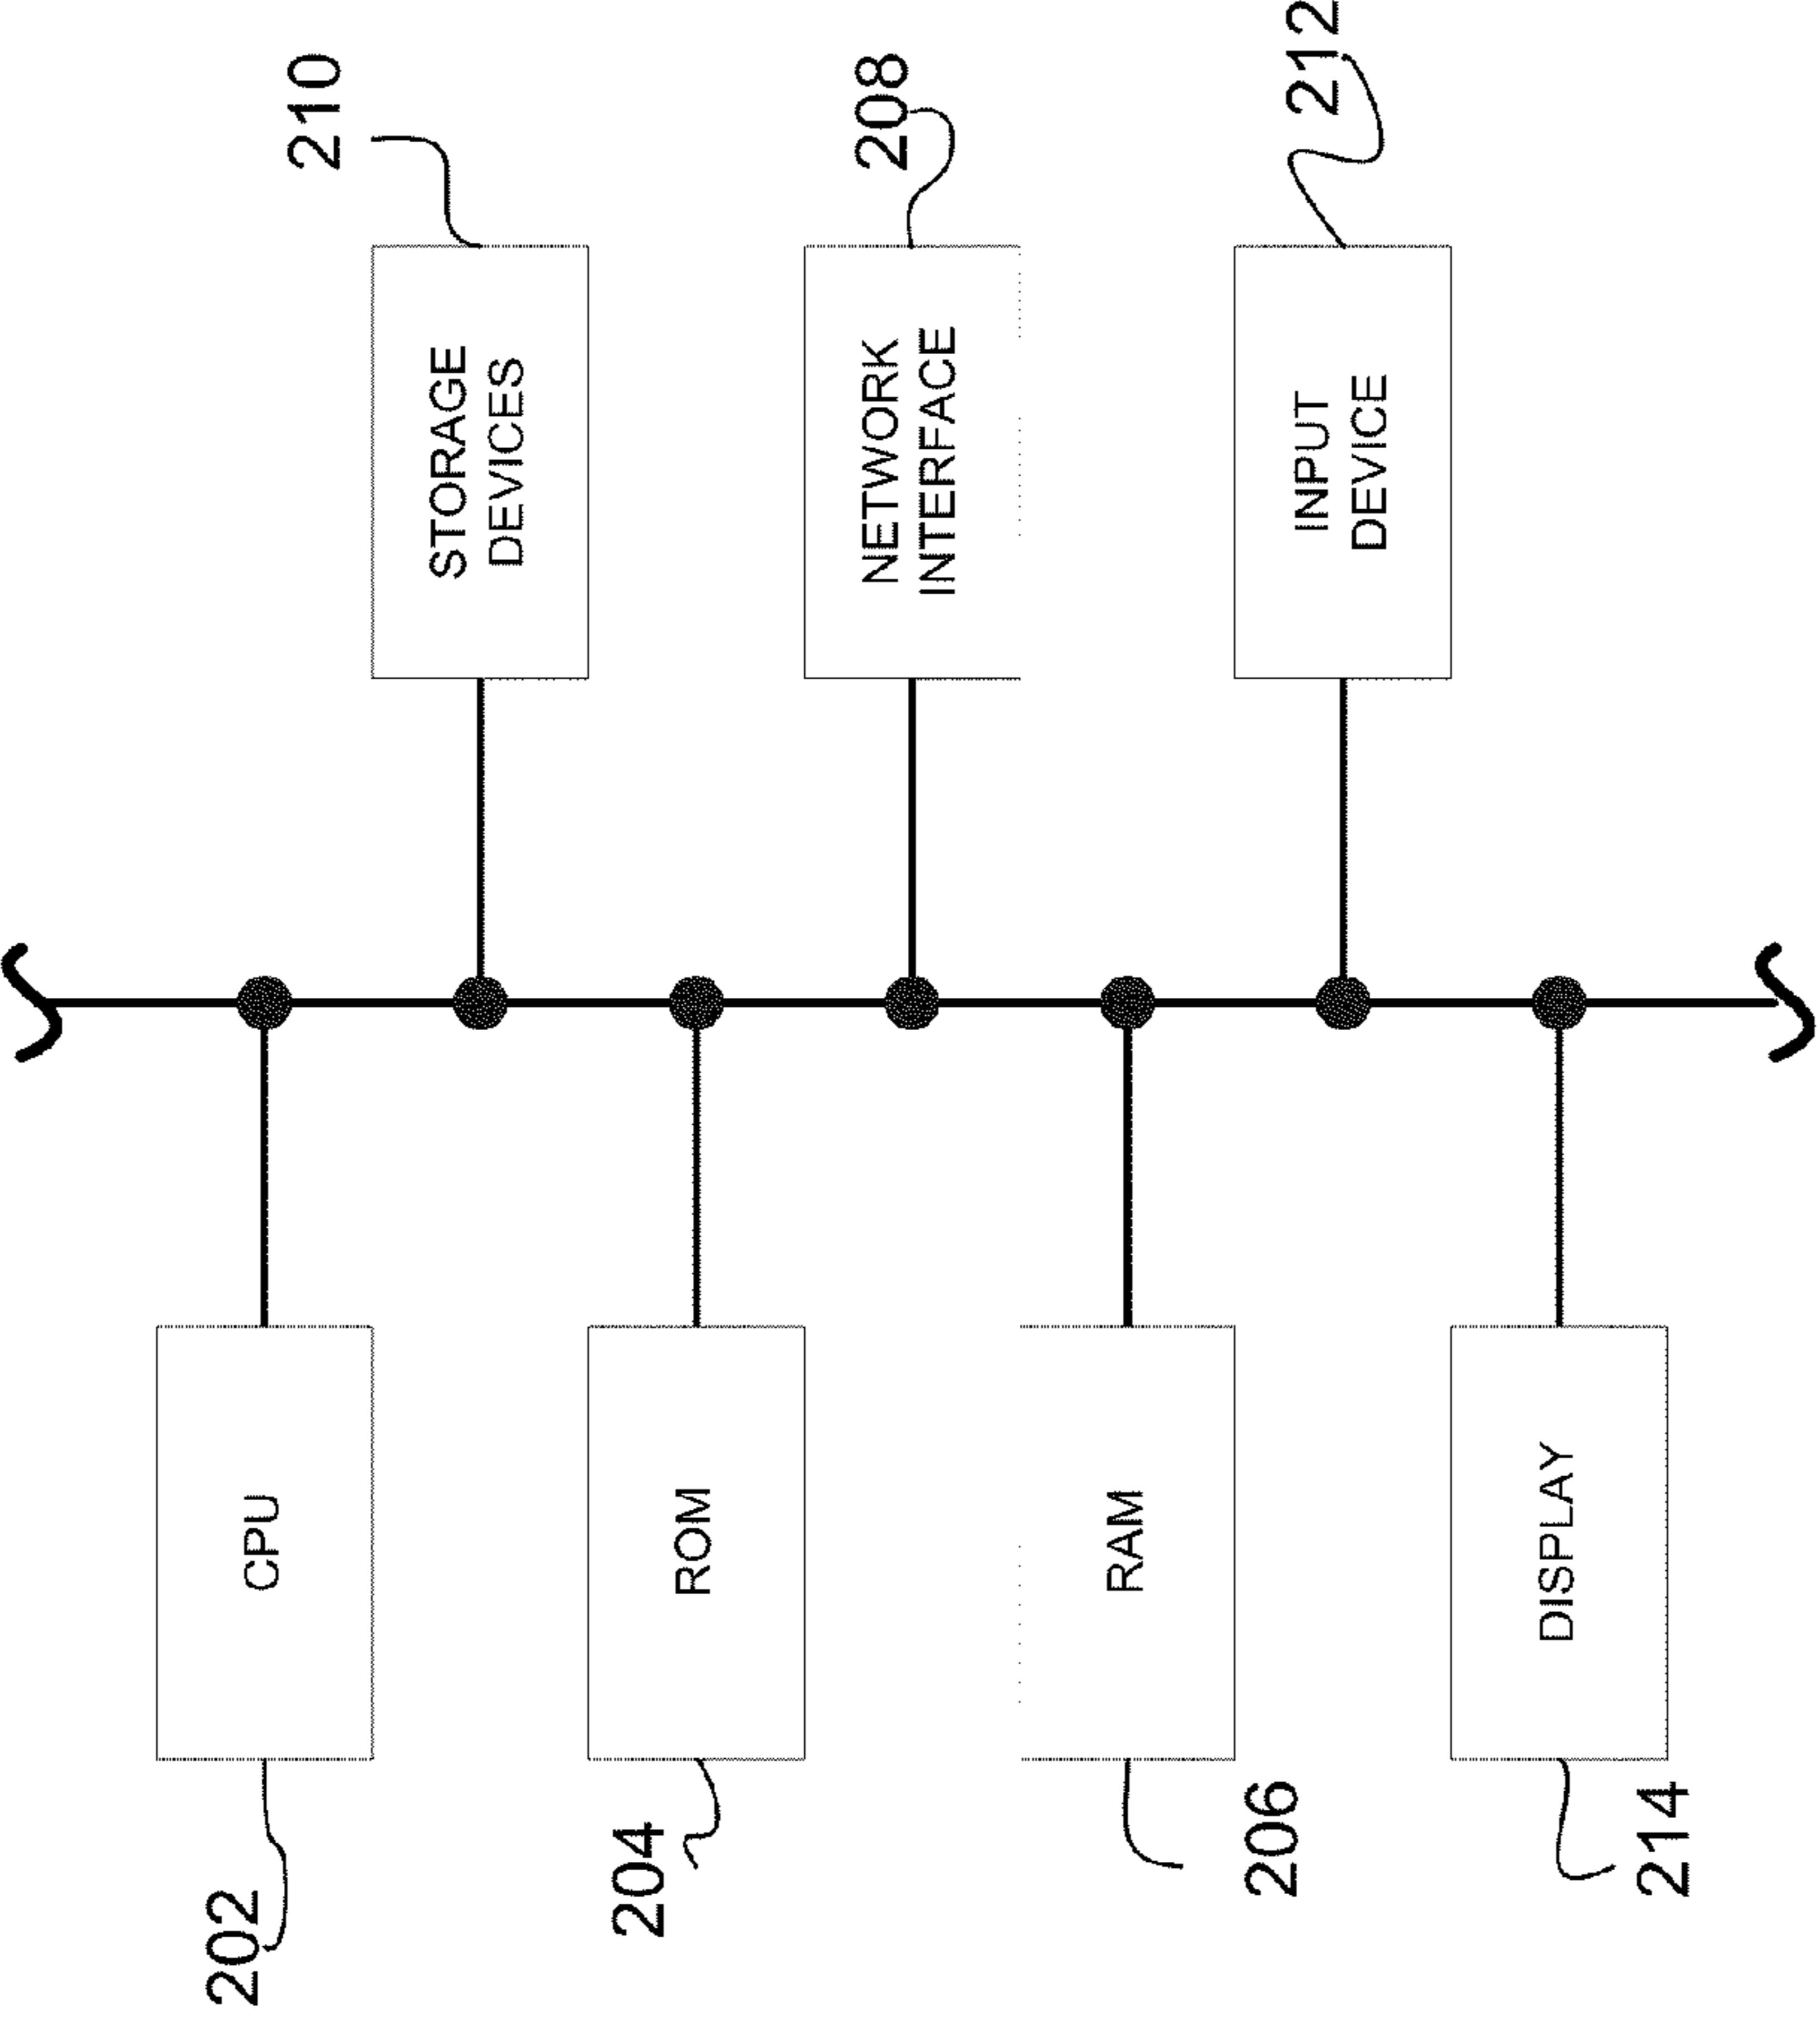 202
CPU
STORAGE
DEVICES
210
204
ROM
NETWORK
INTERFACE
208
206
RAM
INPUT
DEVICE
212
214
DISPLAY